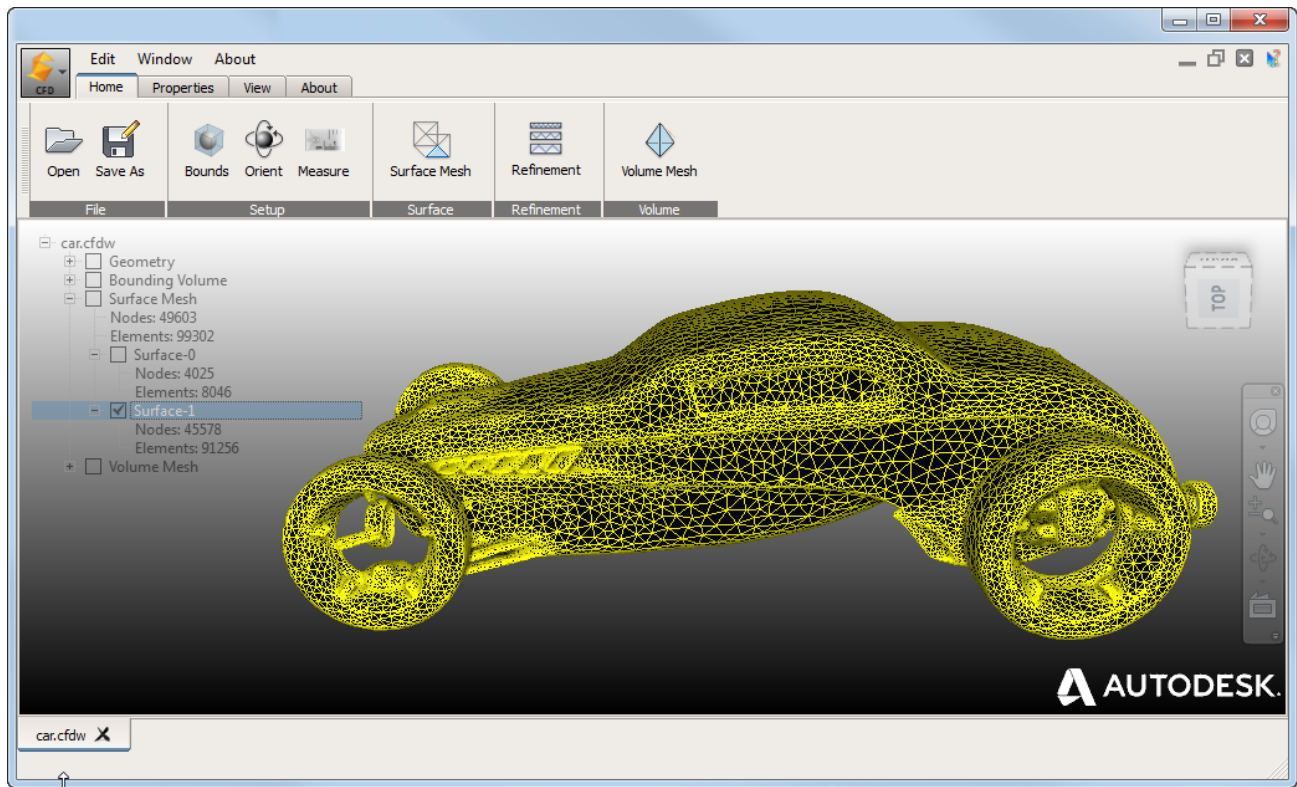 Edit Window About
CFD
Home Properties View About
Open Save As Bounds Orient Measure Surface Mesh Refinement Volume Mesh
File Setup Surface Refinement Volume
car.cfdw
Geometry
Bounding Volume
Surface Mesh
Nodes: 49603
Elements: 99302
Surface-0
Nodes: 4025
Elements: 8046
Surface-1
Nodes: 45578
Elements: 91256
Volume Mesh
TOP
AUTODESK.
car.cfdw